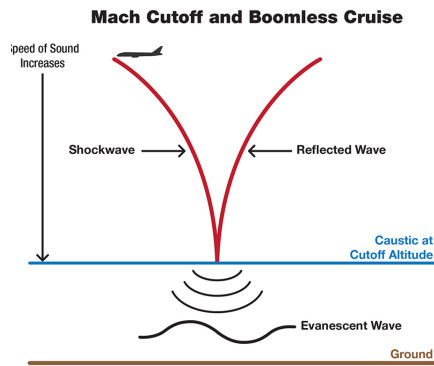 Mach Cutoff and Boomless Cruise
Speed of Sound
Increases
Shockwave
Reflected Wave
Caustic at
Cutoff Altitude
Evanescent Wave
Ground